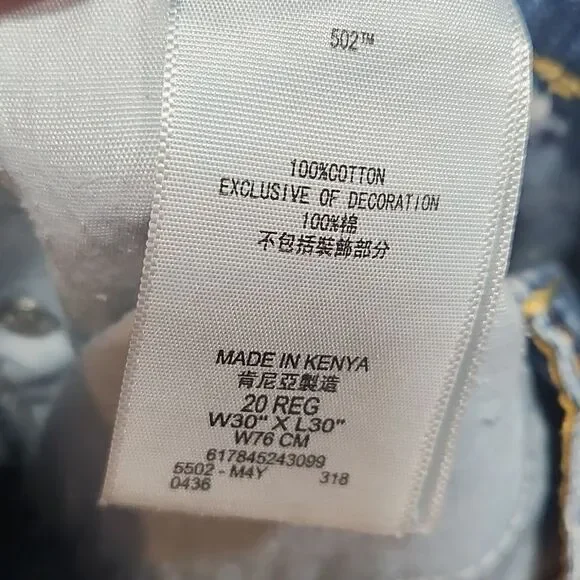 502™
100%COTTON
EXCLUSIVE OF DECORATION
100%棉
不包括裝飾部分
MADE IN KENYA
肯尼亞製造
20 REG
W30" X L30"
W76 CM
617845243099
5502 - M4Y 318
0436